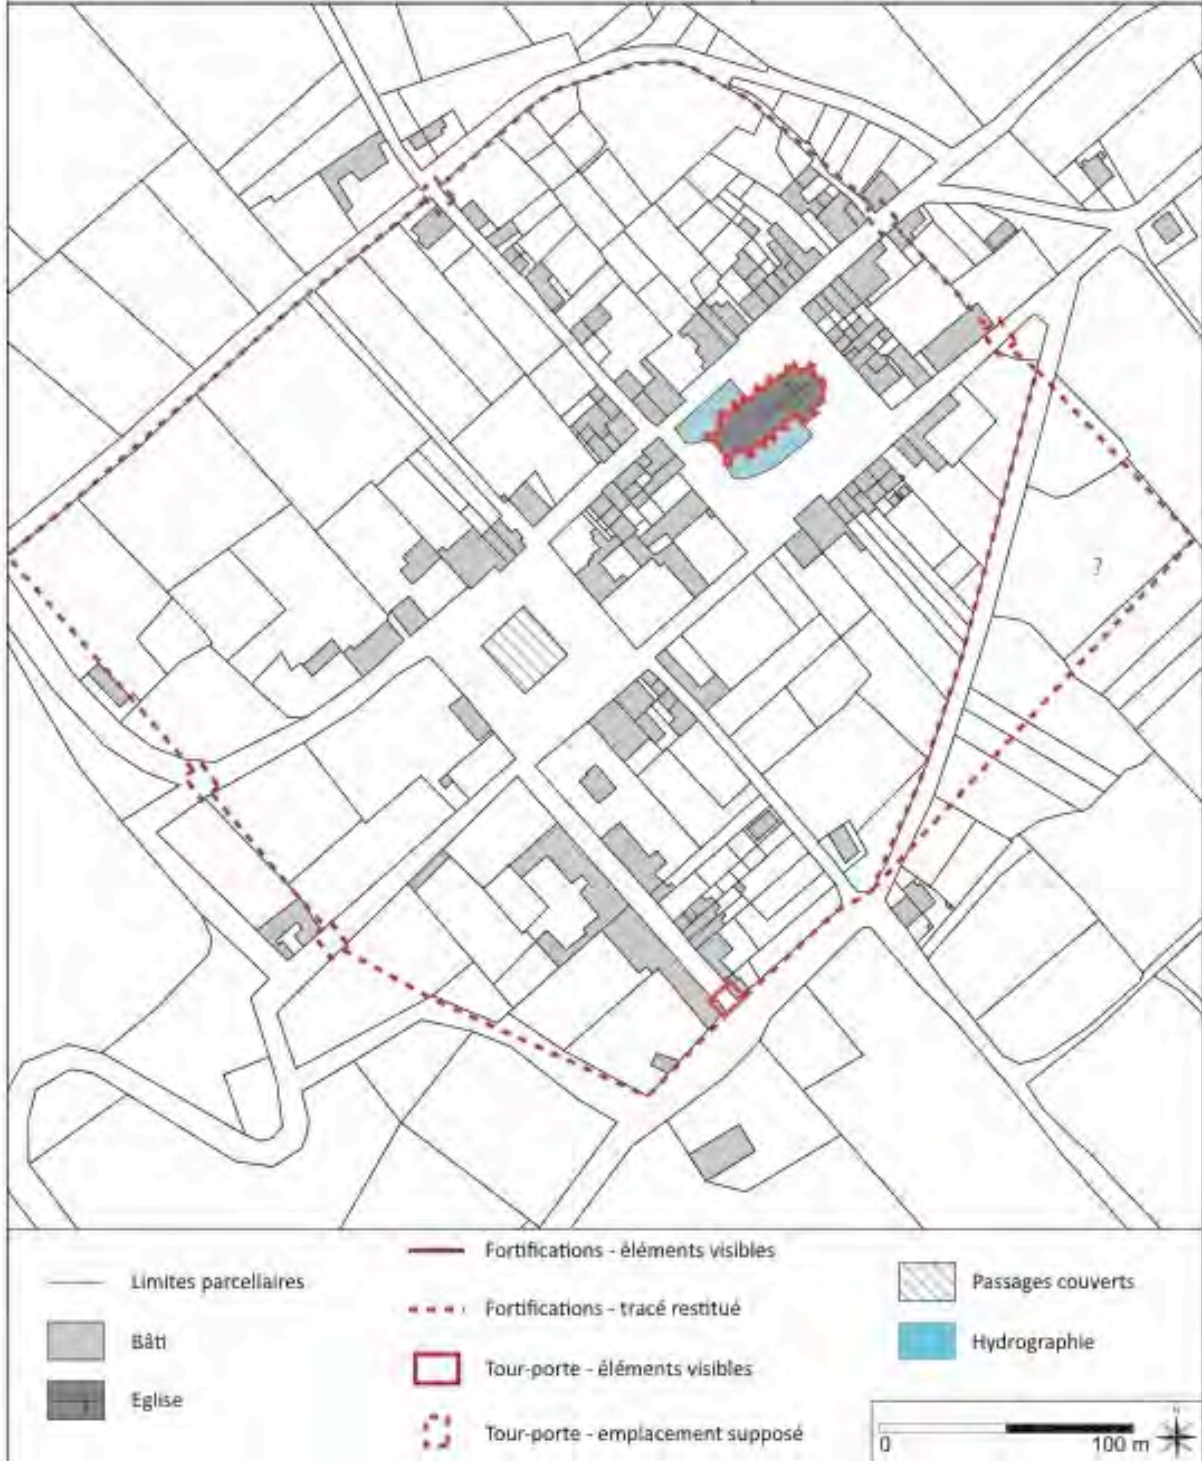 ?
Limites parcellaires
Bâti
Eglise
Fortifications - éléments visibles
Fortifications - tracé restitué
Tour-porte - éléments visibles
Tour-porte - emplacement supposé
Passages couverts
Hydrographie
0 100 m